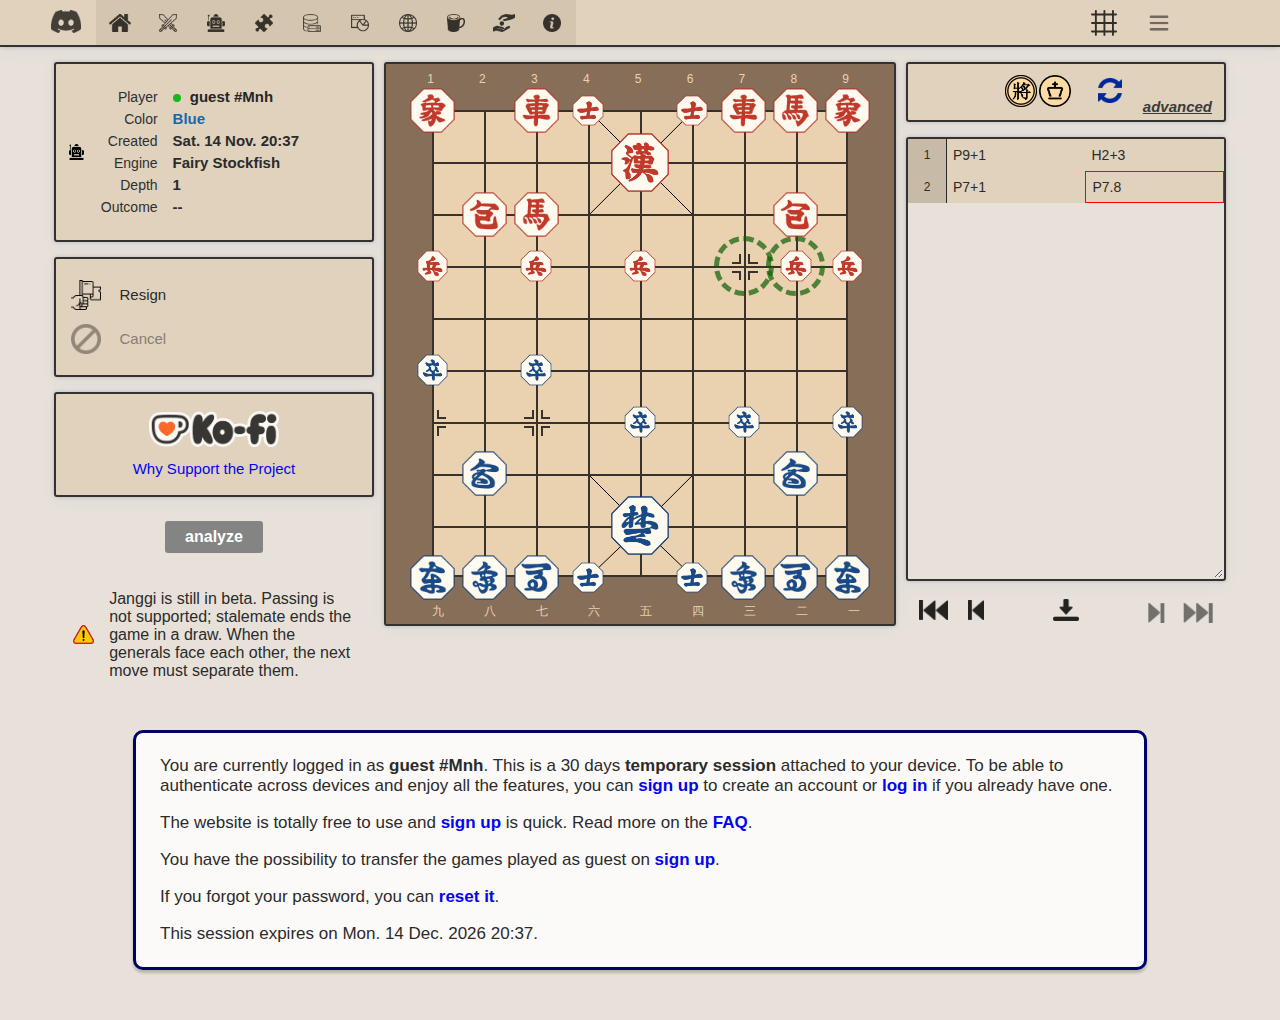 Player guest #Mnh
Color Blue
Created Sat. 14 Nov. 20:37
Engine Fairy Stockfish
Depth 1
Outcome --
Resign
Cancel
Ko-fi
Why Support the Project
analyze
Janggi is still in beta. Passing is
not supported; stalemate ends the
game in a draw. When the
generals face each other, the next
move must separate them.
1 2 3 4 5 6 7 8 9
象 車 士 士 車 馬 象
漢
包 馬 包
兵 兵 兵 兵 兵
卒 卒
卒 卒 卒
包 包
楚
士 士
九 八 七 六 五 四 三 二 一
將
advanced
1 P9+1 H2+3
2 P7+1 P7.8
You are currently logged in as guest #Mnh. This is a 30 days temporary session attached to your device. To be able to
authenticate across devices and enjoy all the features, you can sign up to create an account or log in if you already have one.
The website is totally free to use and sign up is quick. Read more on the FAQ.
You have the possibility to transfer the games played as guest on sign up.
If you forgot your password, you can reset it.
This session expires on Mon. 14 Dec. 2026 20:37.